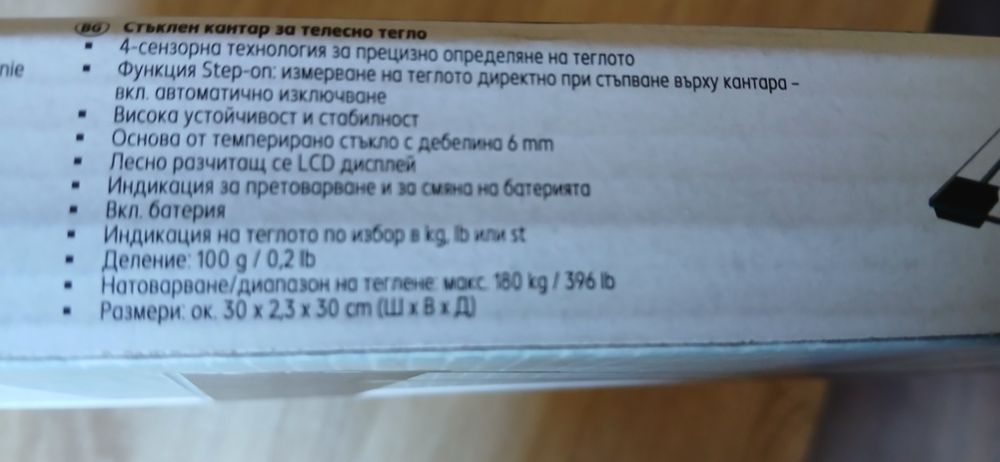 BG Стъклен кантар за телесно тегло
▪ 4-сензорна технология за прецизно определяне на теглото
nie
▪ Функция Step-on: измерване на теглото директно при стъпване върху кантара –
вкл. автоматично изключване
▪ Висока устойчивост и стабилност
▪ Основа от темперирано стъкло с дебелина 6 mm
▪ Лесно разчитащ се LCD дисплей
▪ Индикация за претоварване и за смяна на батерията
▪ Вкл. батерия
▪ Индикация на теглото по избор в kg, lb или st
▪ Деление: 100 g / 0,2 lb
▪ Натоварване/диапазон на теглене: макс. 180 kg / 396 lb
▪ Размери: ок. 30 x 2,3 x 30 cm (Ш x В x Д)